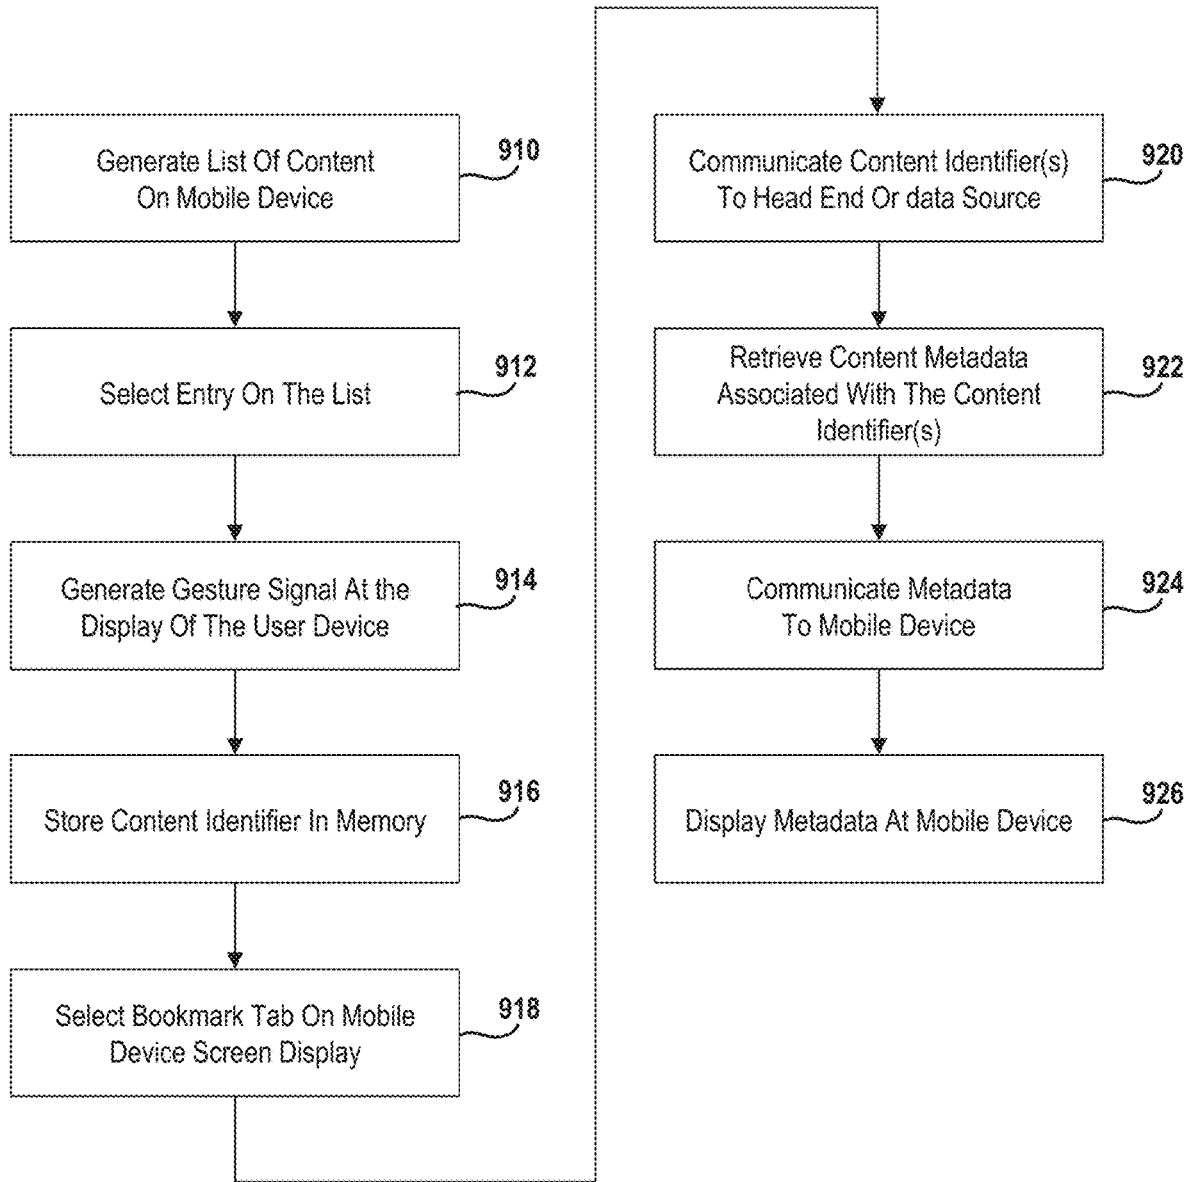 Generate List Of Content
On Mobile Device
910
Select Entry On The List
912
Generate Gesture Signal At the
Display Of The User Device
914
Store Content Identifier In Memory
916
Select Bookmark Tab On Mobile
Device Screen Display
918
Communicate Content Identifier(s)
To Head End Or data Source
920
Retrieve Content Metadata
Associated With The Content
Identifier(s)
922
Communicate Metadata
To Mobile Device
924
Display Metadata At Mobile Device
926